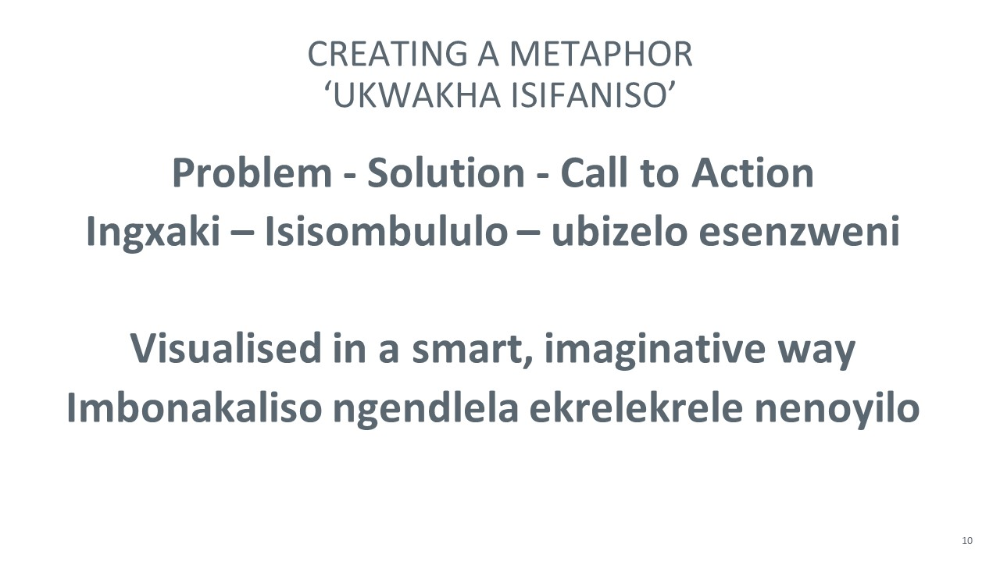 CREATING A METAPHOR
‘UKWAKHA ISIFANISO’
Problem - Solution - Call to Action
Ingxaki – Isisombululo – ubizelo esenzweni
Visualised in a smart, imaginative way
Imbonakaliso ngendlela ekrelekrele nenoyilo
10